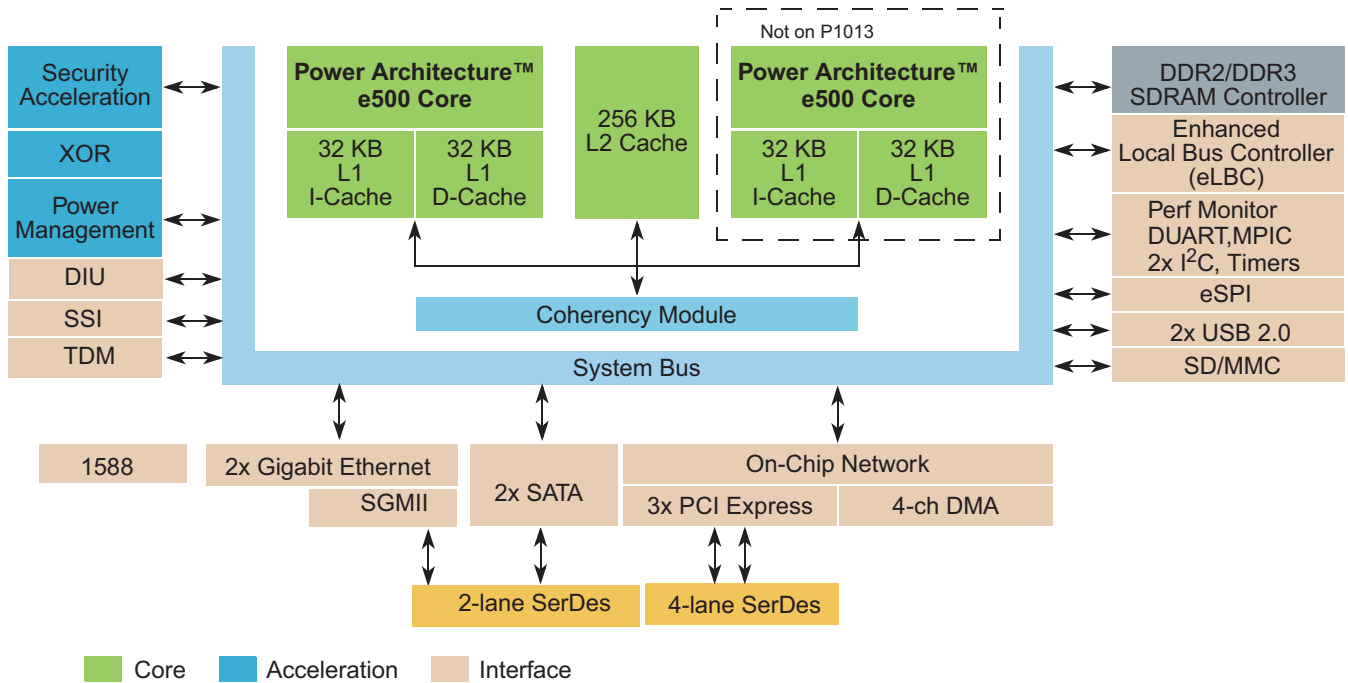 Not on P1013
Security
Acceleration
XOR
Power
Management
DIU
SSI
TDM
Power Architecture™
e500 Core
32 KB
L1
I-Cache
32 KB
L1
D-Cache
256 KB
L2 Cache
Power Architecture™
e500 Core
32 KB
L1
I-Cache
32 KB
L1
D-Cache
Coherency Module
System Bus
DDR2/DDR3
SDRAM Controller
Enhanced
Local Bus Controller
(eLBC)
Perf Monitor
DUART,MPIC
2x I²C, Timers
eSPI
2x USB 2.0
SD/MMC
1588
2x Gigabit Ethernet
SGMII
2x SATA
On-Chip Network
3x PCI Express
4-ch DMA
2-lane SerDes
4-lane SerDes
Core
Acceleration
Interface